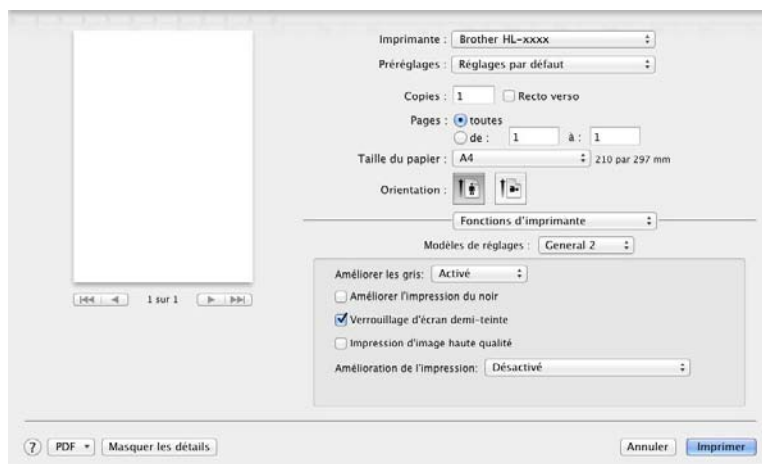 Imprimante : Brother HL-xxxx
Préréglages : Réglages par défaut
Copies : 1 Recto verso
Pages : toutes
de : 1 à : 1
Taille du papier : A4 210 par 297 mm
Orientation :
Fonctions d'imprimante
Modèles de réglages : General 2
Améliorer les gris: Activé
Améliorer l'impression du noir
Verrouillage d'écran demi-teinte
Impression d'image haute qualité
Amélioration de l'impression: Désactivé
1 sur 1
? PDF Masquer les détails Annuler Imprimer